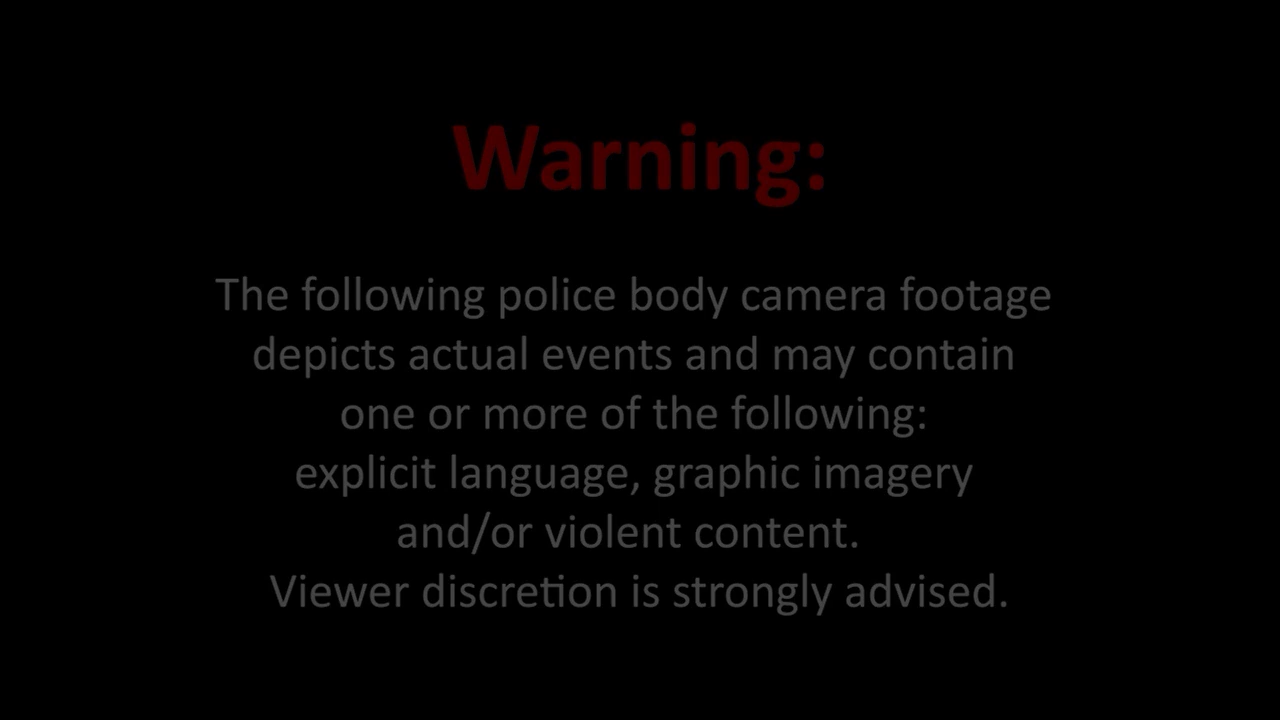 Warning:
The following police body camera footage
depicts actual events and may contain
one or more of the following:
explicit language, graphic imagery
and/or violent content.
Viewer discretion is strongly advised.